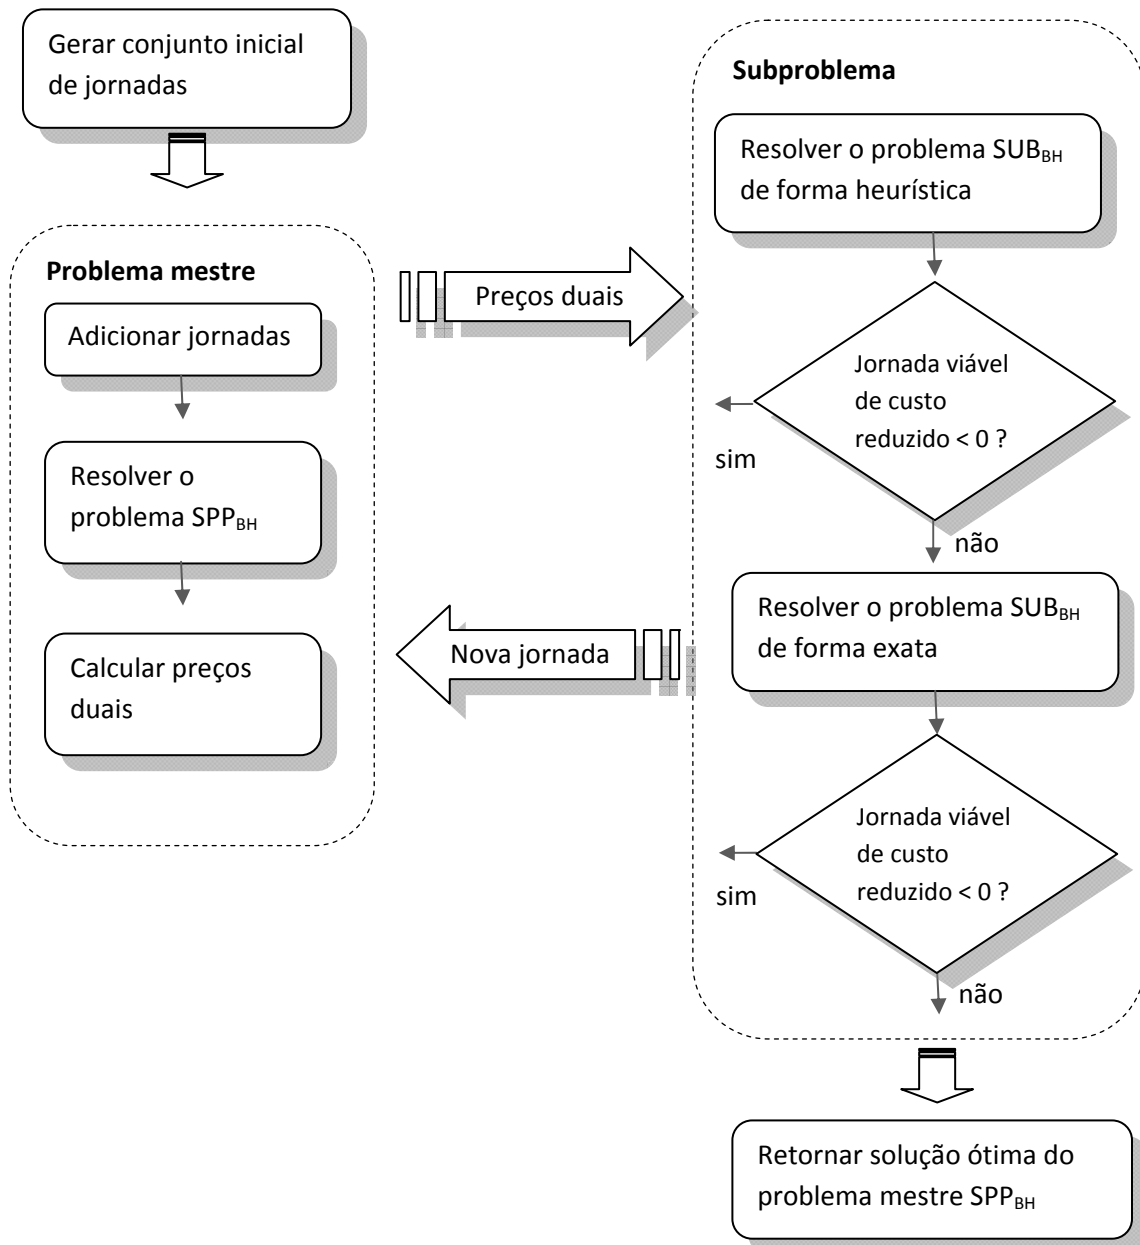 Gerar conjunto inicial
de jornadas
Problema mestre
Adicionar jornadas
Resolver o
problema SPP_BH
Calcular preços
duais
Preços duais
Nova jornada
Subproblema
Resolver o problema SUB_BH
de forma heurística
Jornada viável
de custo
reduzido < 0 ?
sim
não
Resolver o problema SUB_BH
de forma exata
Jornada viável
de custo
reduzido < 0 ?
sim
não
Retornar solução ótima do
problema mestre SPP_BH